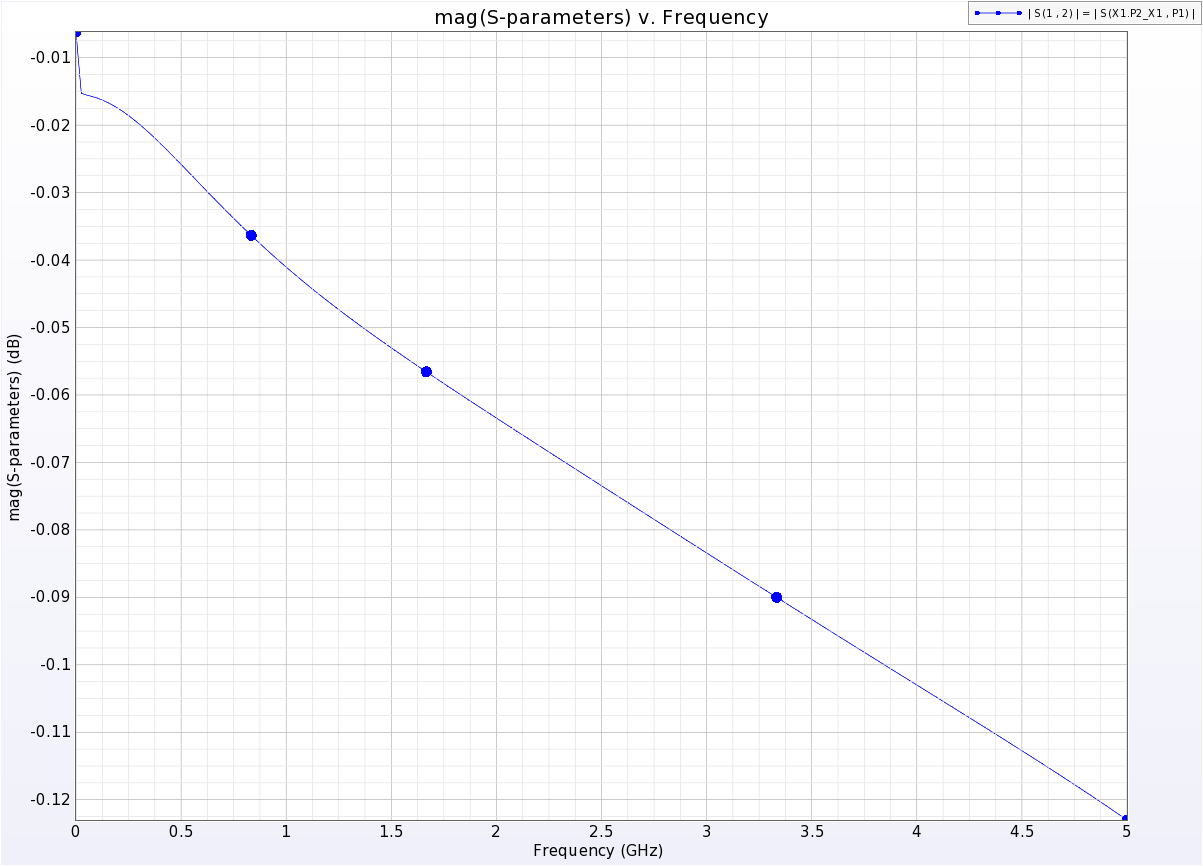 mag(S-parameters) v. Frequency
| S(1 , 2) | = | S(X1.P2_X1 , P1) |
-0.01
-0.02
-0.03
-0.04
-0.05
-0.06
-0.07
-0.08
-0.09
-0.1
-0.11
-0.12
mag(S-parameters) (dB)
0 0.5 1 1.5 2 2.5 3 3.5 4 4.5 5
Frequency (GHz)